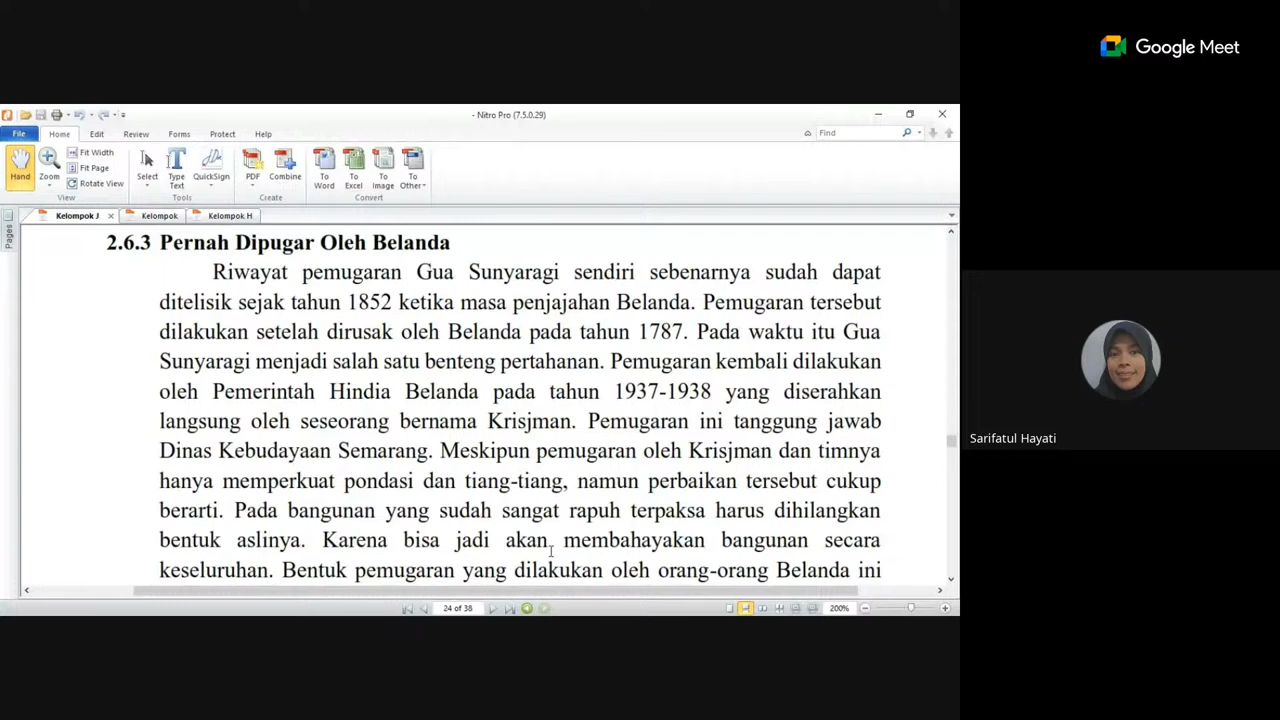 Google Meet
- Nitro Pro (7.5.0.29)
File Home Edit Review Forms Protect Help
Find
Hand
Zoom
Fit Width
Fit Page
Rotate View
View
Select
Type Text
QuickSign
Tools
PDF
Combine
Create
To Word
To Excel
To Image
To Other
Convert
Pages
Kelompok J
Kelompok
Kelompok H
2.6.3 Pernah Dipugar Oleh Belanda
Riwayat pemugaran Gua Sunyaragi sendiri sebenarnya sudah dapat
ditelisik sejak tahun 1852 ketika masa penjajahan Belanda. Pemugaran tersebut
dilakukan setelah dirusak oleh Belanda pada tahun 1787. Pada waktu itu Gua
Sunyaragi menjadi salah satu benteng pertahanan. Pemugaran kembali dilakukan
oleh Pemerintah Hindia Belanda pada tahun 1937-1938 yang diserahkan
langsung oleh seseorang bernama Krisjman. Pemugaran ini tanggung jawab
Dinas Kebudayaan Semarang. Meskipun pemugaran oleh Krisjman dan timnya
hanya memperkuat pondasi dan tiang-tiang, namun perbaikan tersebut cukup
berarti. Pada bangunan yang sudah sangat rapuh terpaksa harus dihilangkan
bentuk aslinya. Karena bisa jadi akan membahayakan bangunan secara
keseluruhan. Bentuk pemugaran yang dilakukan oleh orang-orang Belanda ini
24 of 38
200%
Sarifatul Hayati